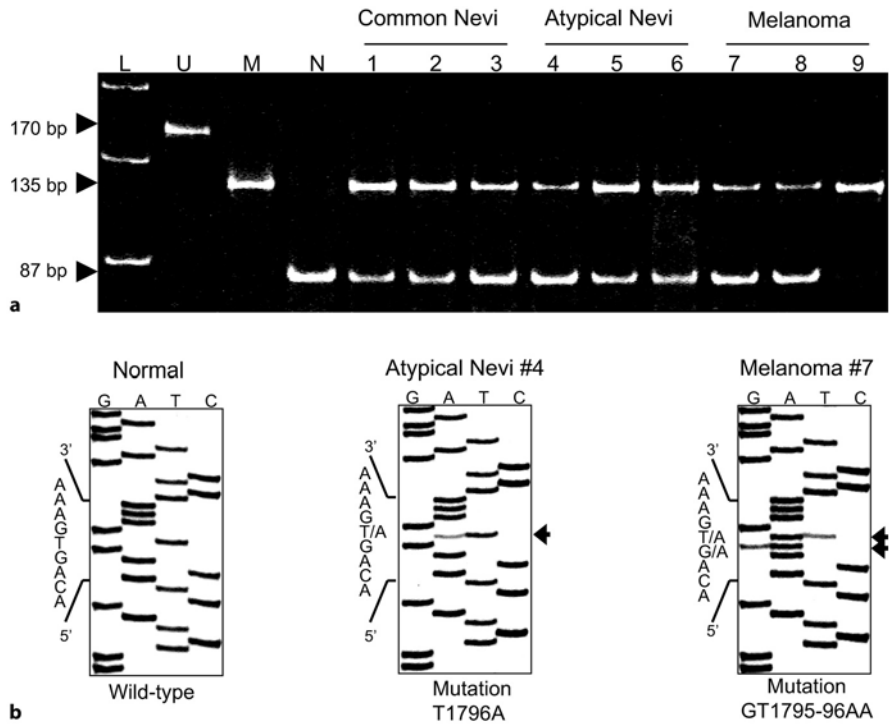 a
Common Nevi Atypical Nevi Melanoma
L U M N 1 2 3 4 5 6 7 8 9
170 bp
135 bp
87 bp
b
Normal
G A T C
3’
A
A
A
G
T
G
A
C
A
5’
Wild-type
Atypical Nevi #4
G A T C
3’
A
A
A
G
T/A
G
A
C
A
5’
Mutation
T1796A
Melanoma #7
G A T C
3’
A
A
A
G
T/A
G/A
A
C
A
5’
Mutation
GT1795-96AA